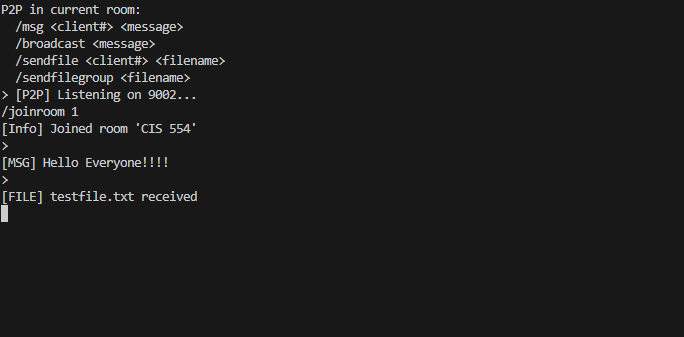 P2P in current room:
  /msg <client#> <message>
  /broadcast <message>
  /sendfile <client#> <filename>
  /sendfilegroup <filename>
> [P2P] Listening on 9002...
/joinroom 1
[Info] Joined room 'CIS 554'
>
[MSG] Hello Everyone!!!!
>
[FILE] testfile.txt received